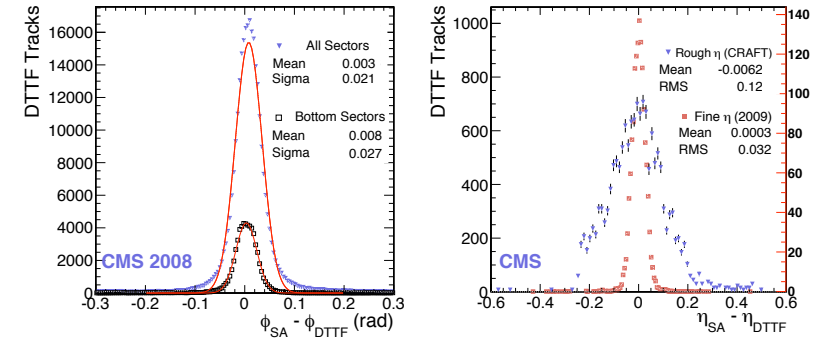 DTTF Tracks
16000
14000
12000
10000
8000
6000
4000
2000
0
-0.3 -0.2 -0.1 0 0.1 0.2 0.3
All Sectors
Mean 0.003
Sigma 0.021
Bottom Sectors
Mean 0.008
Sigma 0.027
CMS 2008
ϕSA - ϕDTTF (rad)
DTTF Tracks
1000
800
600
400
200
0
-0.6 -0.4 -0.2 0 0.2 0.4 0.6
140
120
100
80
60
40
20
0
Rough η (CRAFT)
Mean -0.0062
RMS 0.12
Fine η (2009)
Mean 0.0003
RMS 0.032
CMS
ηSA - ηDTTF